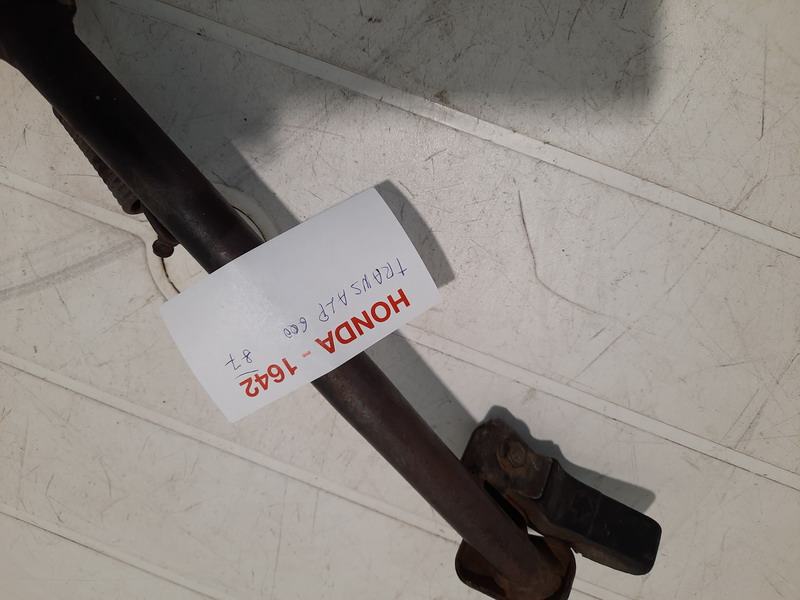 HONDA - 1642
TRANSALP 600
87